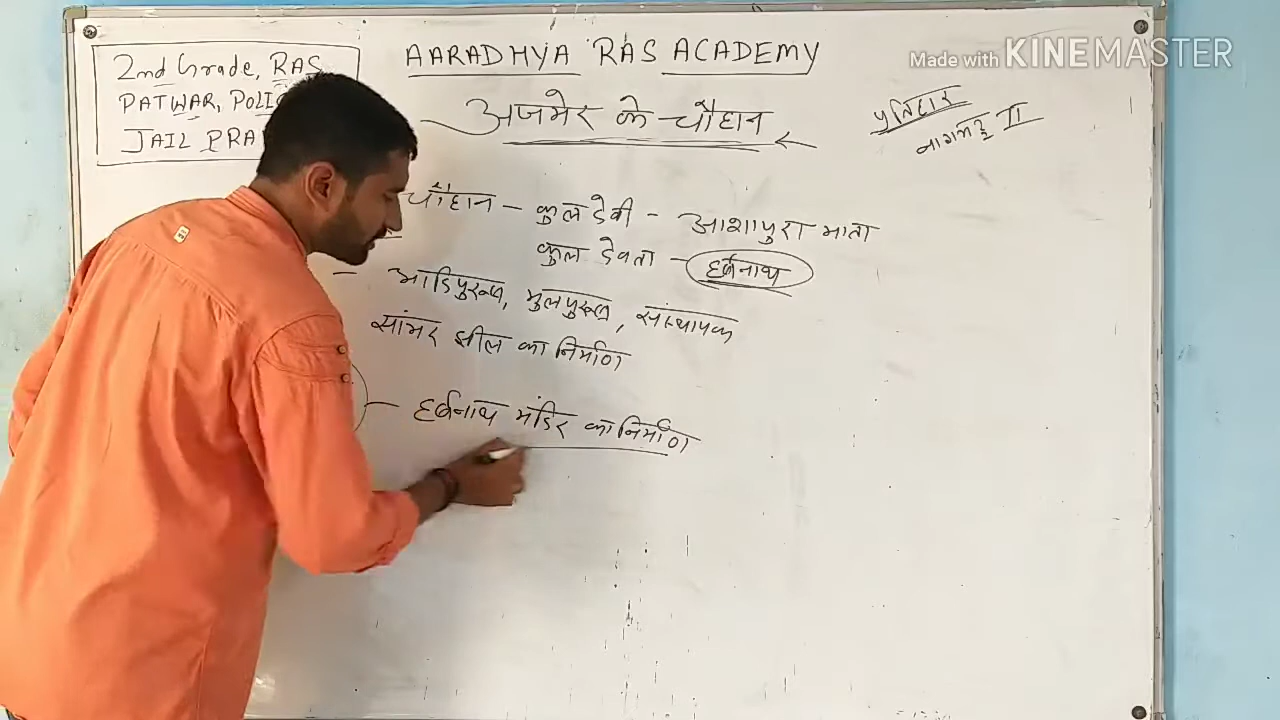 Made with KINEMASTER
AARADHYA RAS ACADEMY
2nd Grade, RAS
PATWAR, POLI
JAIL PRA
अजमेर के चौहान
प्रतिहार
नागभट्ट II
चौहान - कुल देवी - आशापुरा माता
कुल देवता - हर्षनाथ
- आदिपुरुष, मुलपुरुष, संस्थापक
सांभर झील का निर्माण
- हर्षनाथ मंदिर का निर्माण